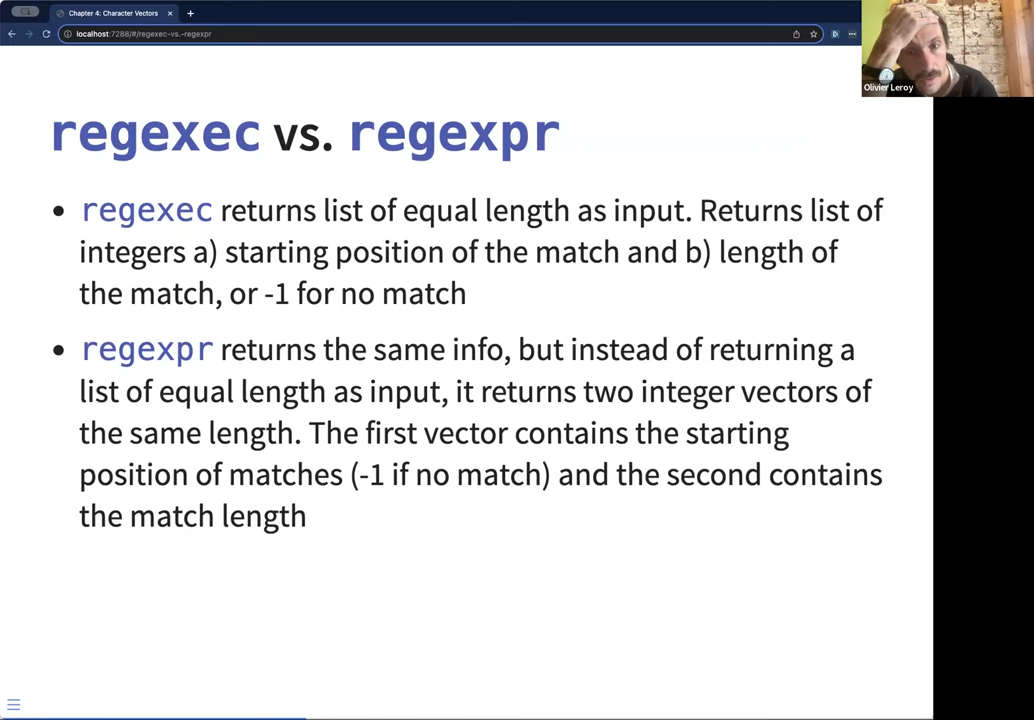 Chapter 4: Character Vectors
localhost:7288/#/regexec-vs.-regexpr
Olivier Leroy
regexec vs. regexpr
• regexec returns list of equal length as input. Returns list of
integers a) starting position of the match and b) length of
the match, or -1 for no match
• regexpr returns the same info, but instead of returning a
list of equal length as input, it returns two integer vectors of
the same length. The first vector contains the starting
position of matches (-1 if no match) and the second contains
the match length